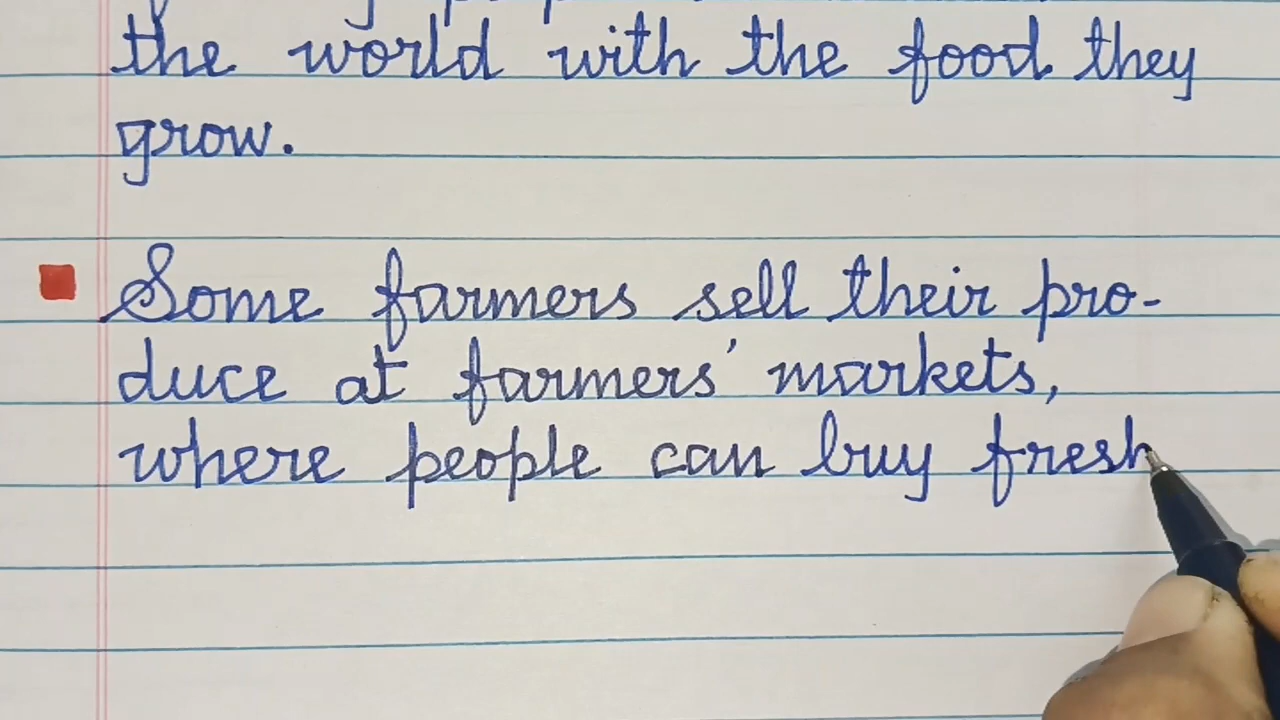 the world with the food they
grow.
Some farmers sell their pro-
duce at farmers' markets,
where people can buy fresh